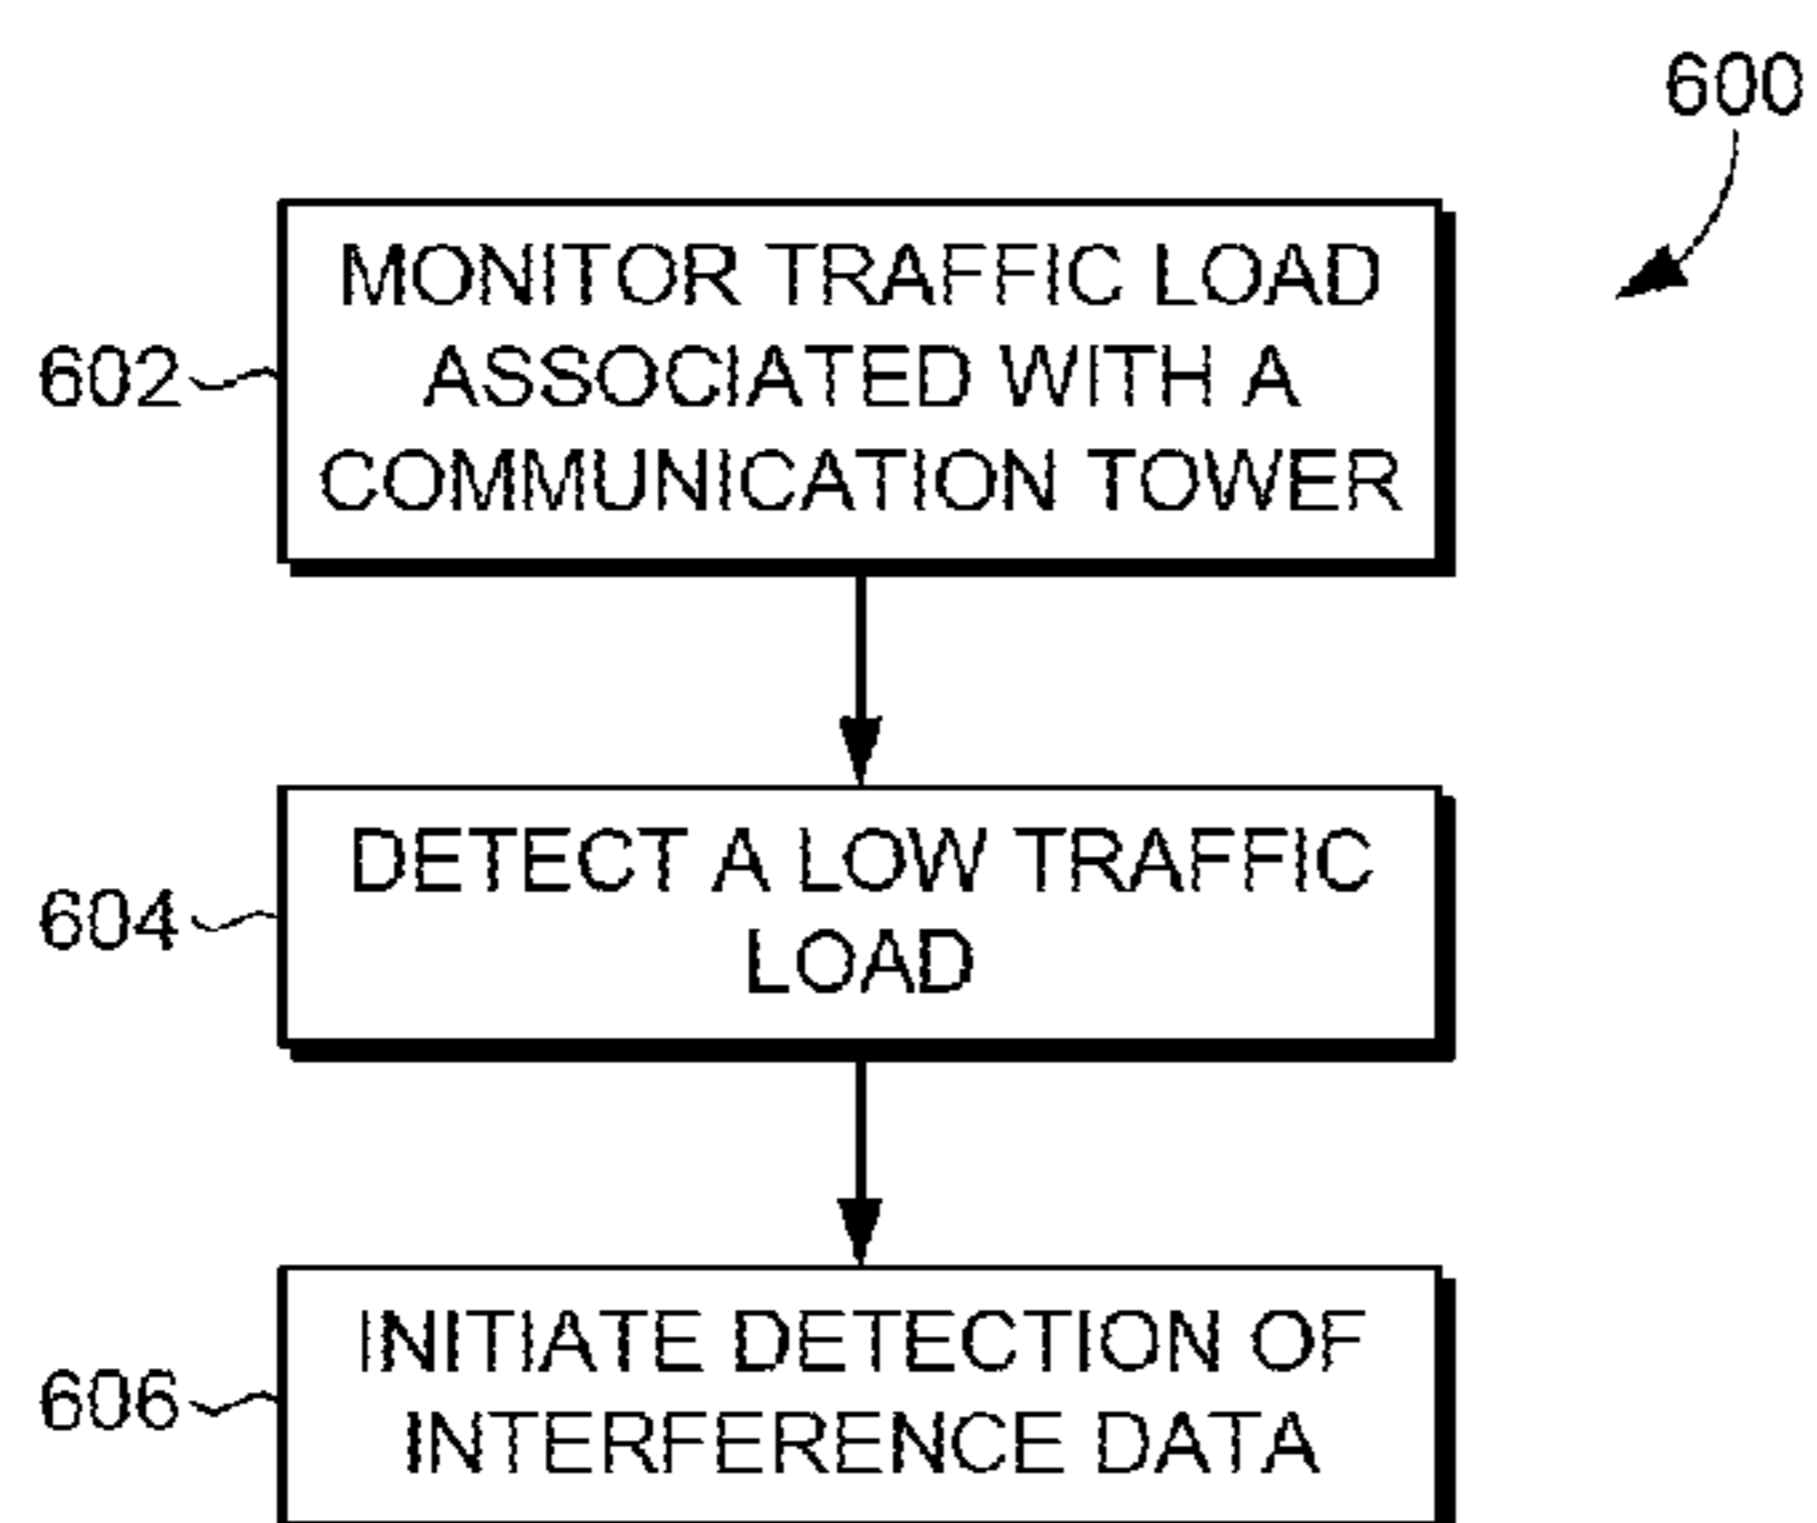 600
602
MONITOR TRAFFIC LOAD
ASSOCIATED WITH A
COMMUNICATION TOWER
604
DETECT A LOW TRAFFIC
LOAD
606
INITIATE DETECTION OF
INTERFERENCE DATA